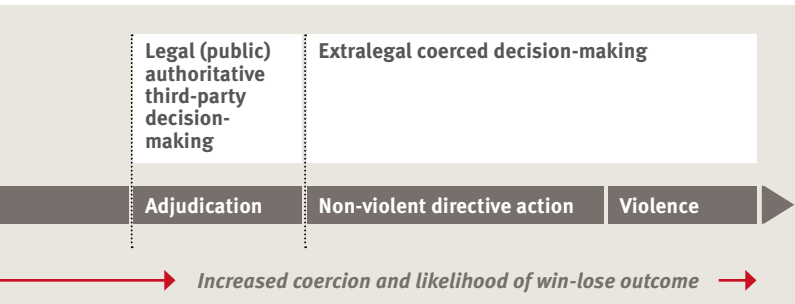 Legal (public)
authoritative
third-party
decision-
making
Extralegal coerced decision-making
Adjudication
Non-violent directive action
Violence
Increased coercion and likelihood of win-lose outcome